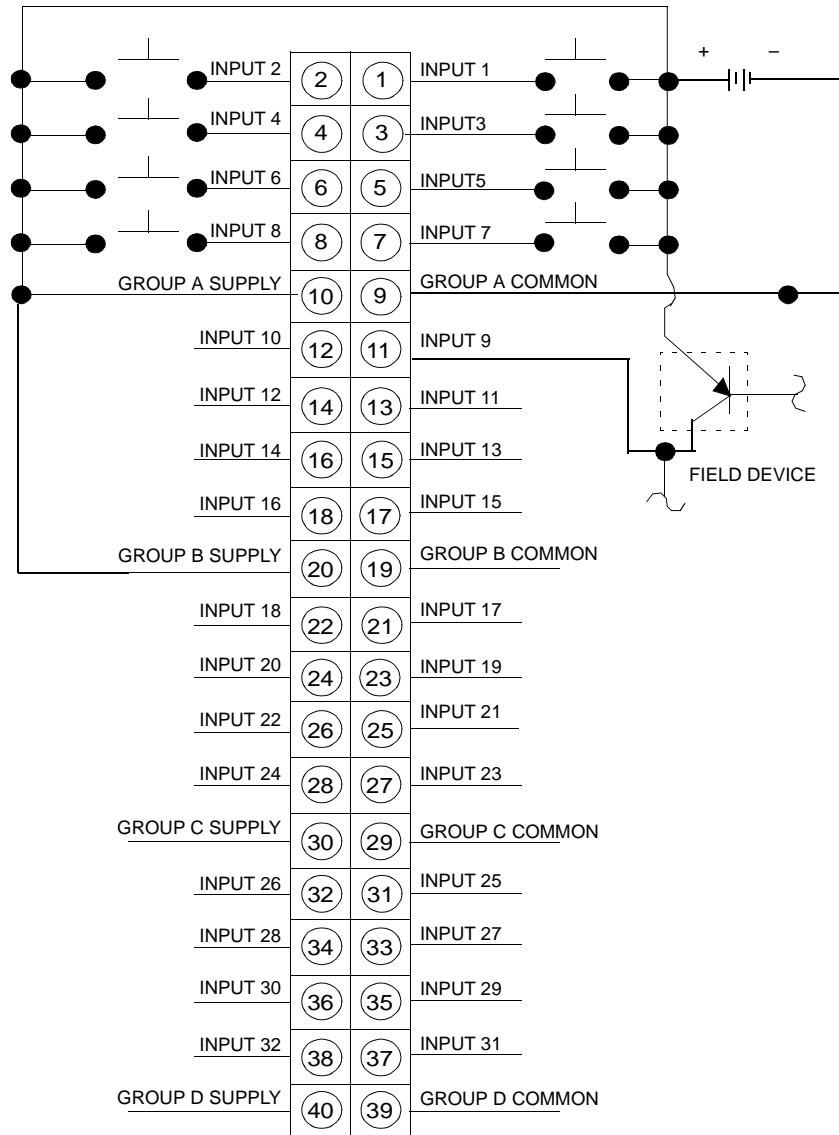 + –
INPUT 2 2 1 INPUT 1
INPUT 4 4 3 INPUT3
INPUT 6 6 5 INPUT5
INPUT 8 8 7 INPUT 7
GROUP A SUPPLY 10 9 GROUP A COMMON
INPUT 10 12 11 INPUT 9
INPUT 12 14 13 INPUT 11
INPUT 14 16 15 INPUT 13
FIELD DEVICE
INPUT 16 18 17 INPUT 15
GROUP B SUPPLY 20 19 GROUP B COMMON
INPUT 18 22 21 INPUT 17
INPUT 20 24 23 INPUT 19
INPUT 22 26 25 INPUT 21
INPUT 24 28 27 INPUT 23
GROUP C SUPPLY 30 29 GROUP C COMMON
INPUT 26 32 31 INPUT 25
INPUT 28 34 33 INPUT 27
INPUT 30 36 35 INPUT 29
INPUT 32 38 37 INPUT 31
GROUP D SUPPLY 40 39 GROUP D COMMON